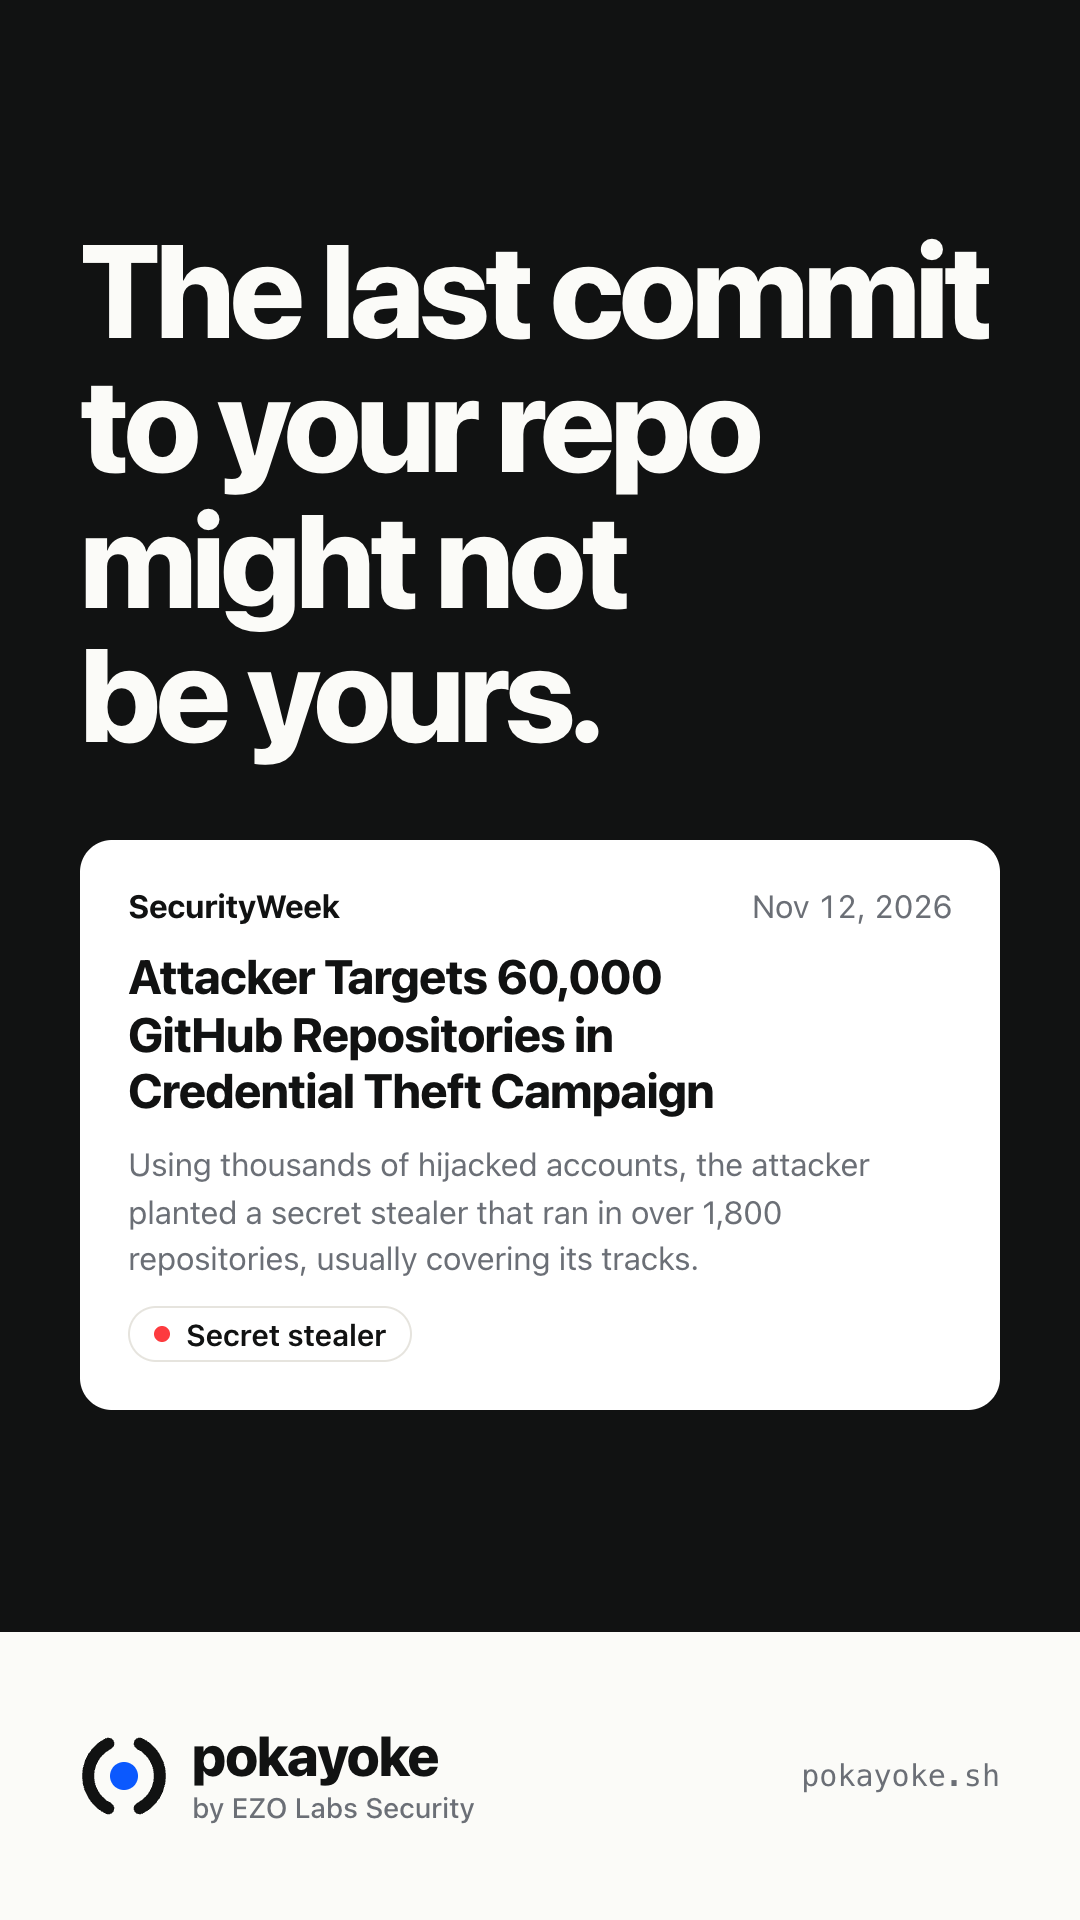 The last commit
to your repo
might not
be yours.
SecurityWeek
Nov 12, 2026
Attacker Targets 60,000
GitHub Repositories in
Credential Theft Campaign
Using thousands of hijacked accounts, the attacker
planted a secret stealer that ran in over 1,800
repositories, usually covering its tracks.
Secret stealer
pokayoke
by EZO Labs Security
pokayoke.sh